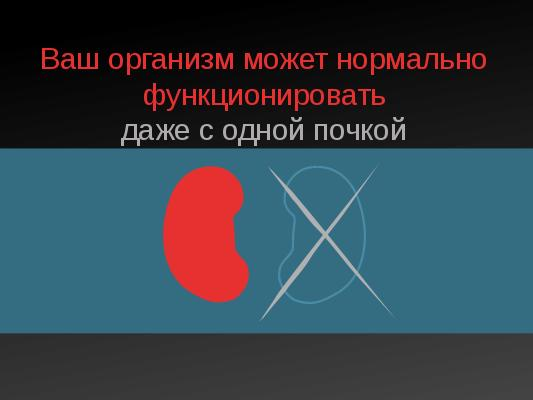 Ваш организм может нормально
функционировать
даже с одной почкой